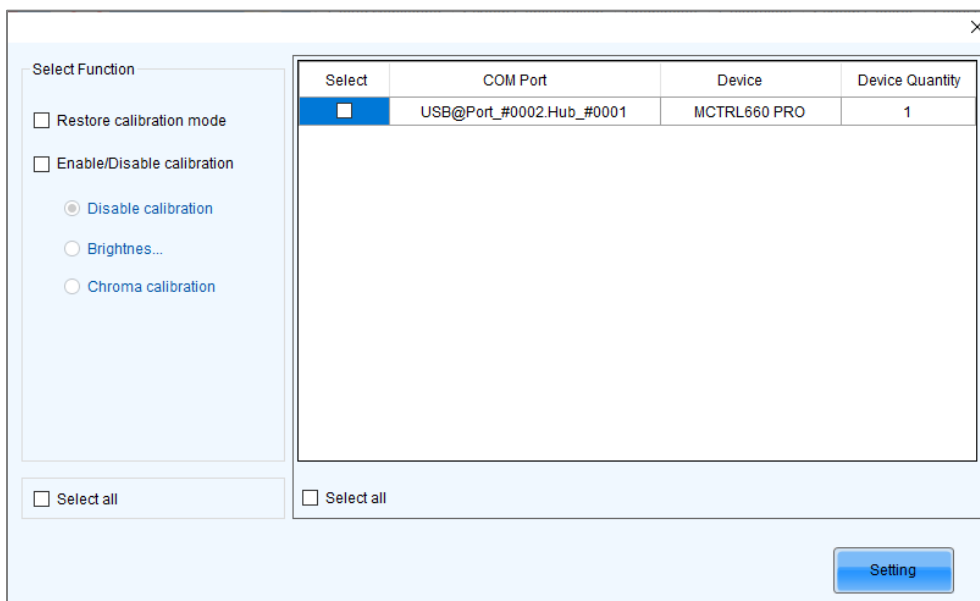 Select Function
Restore calibration mode
Enable/Disable calibration
Disable calibration
Brightnes...
Chroma calibration
Select all
Select COM Port Device Device Quantity
USB@Port_#0002.Hub_#0001 MCTRL660 PRO 1
Select all
Setting